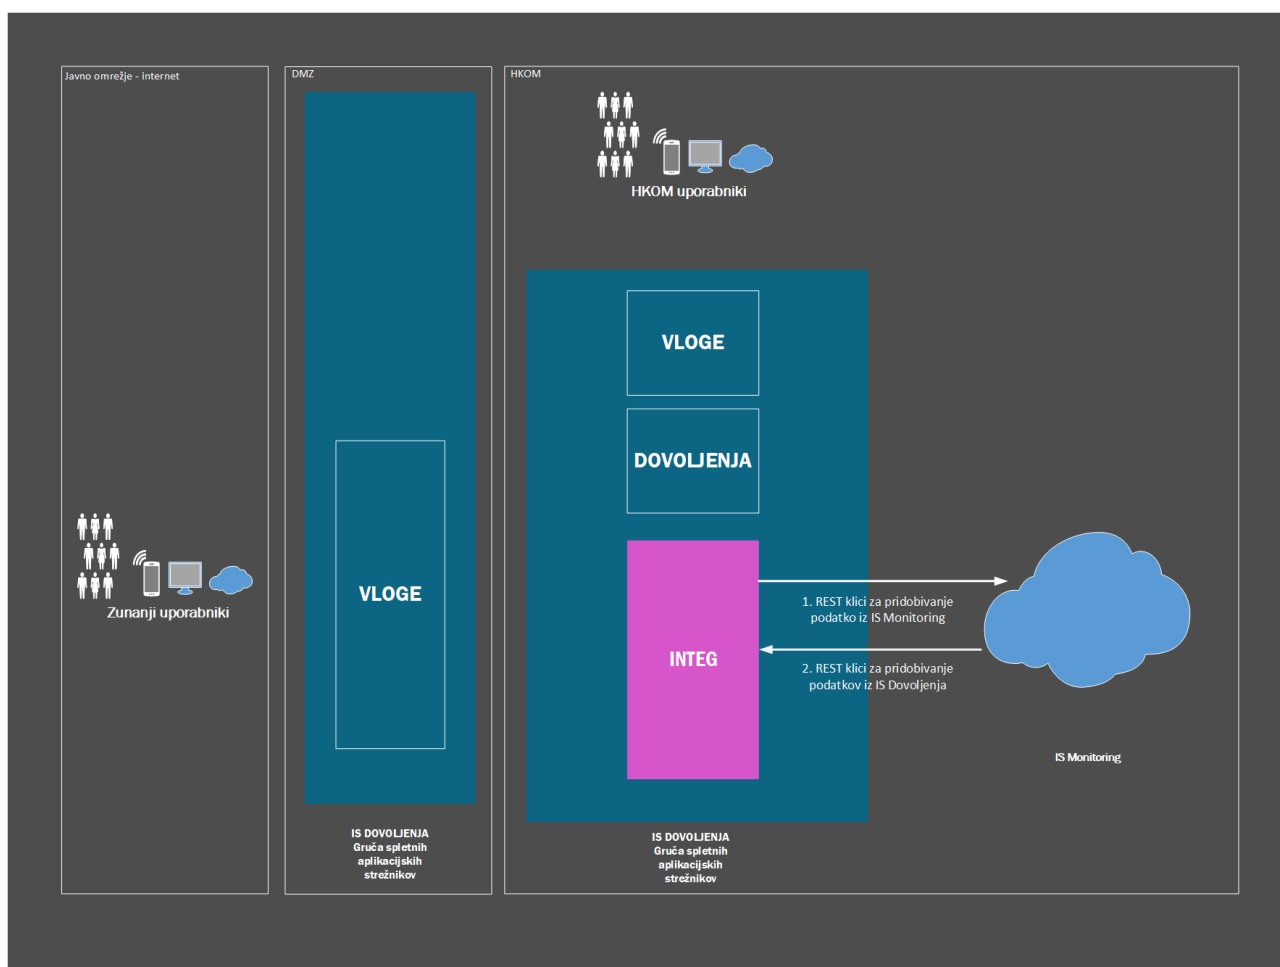 Javno omrežje - internet
DMZ
HKOM
HKOM uporabniki
VLOGE
DOVOLJENJA
VLOGE
Zunanji uporabniki
INTEG
1. REST klici za pridobivanje
podatko iz IS Monitoring
2. REST klici za pridobivanje
podatkov iz IS Dovoljenja
IS Monitoring
IS DOVOLJENJA
Gruča spletnih
aplikacijskih
strežnikov
IS DOVOLJENJA
Gruča spletnih
aplikacijskih
strežnikov